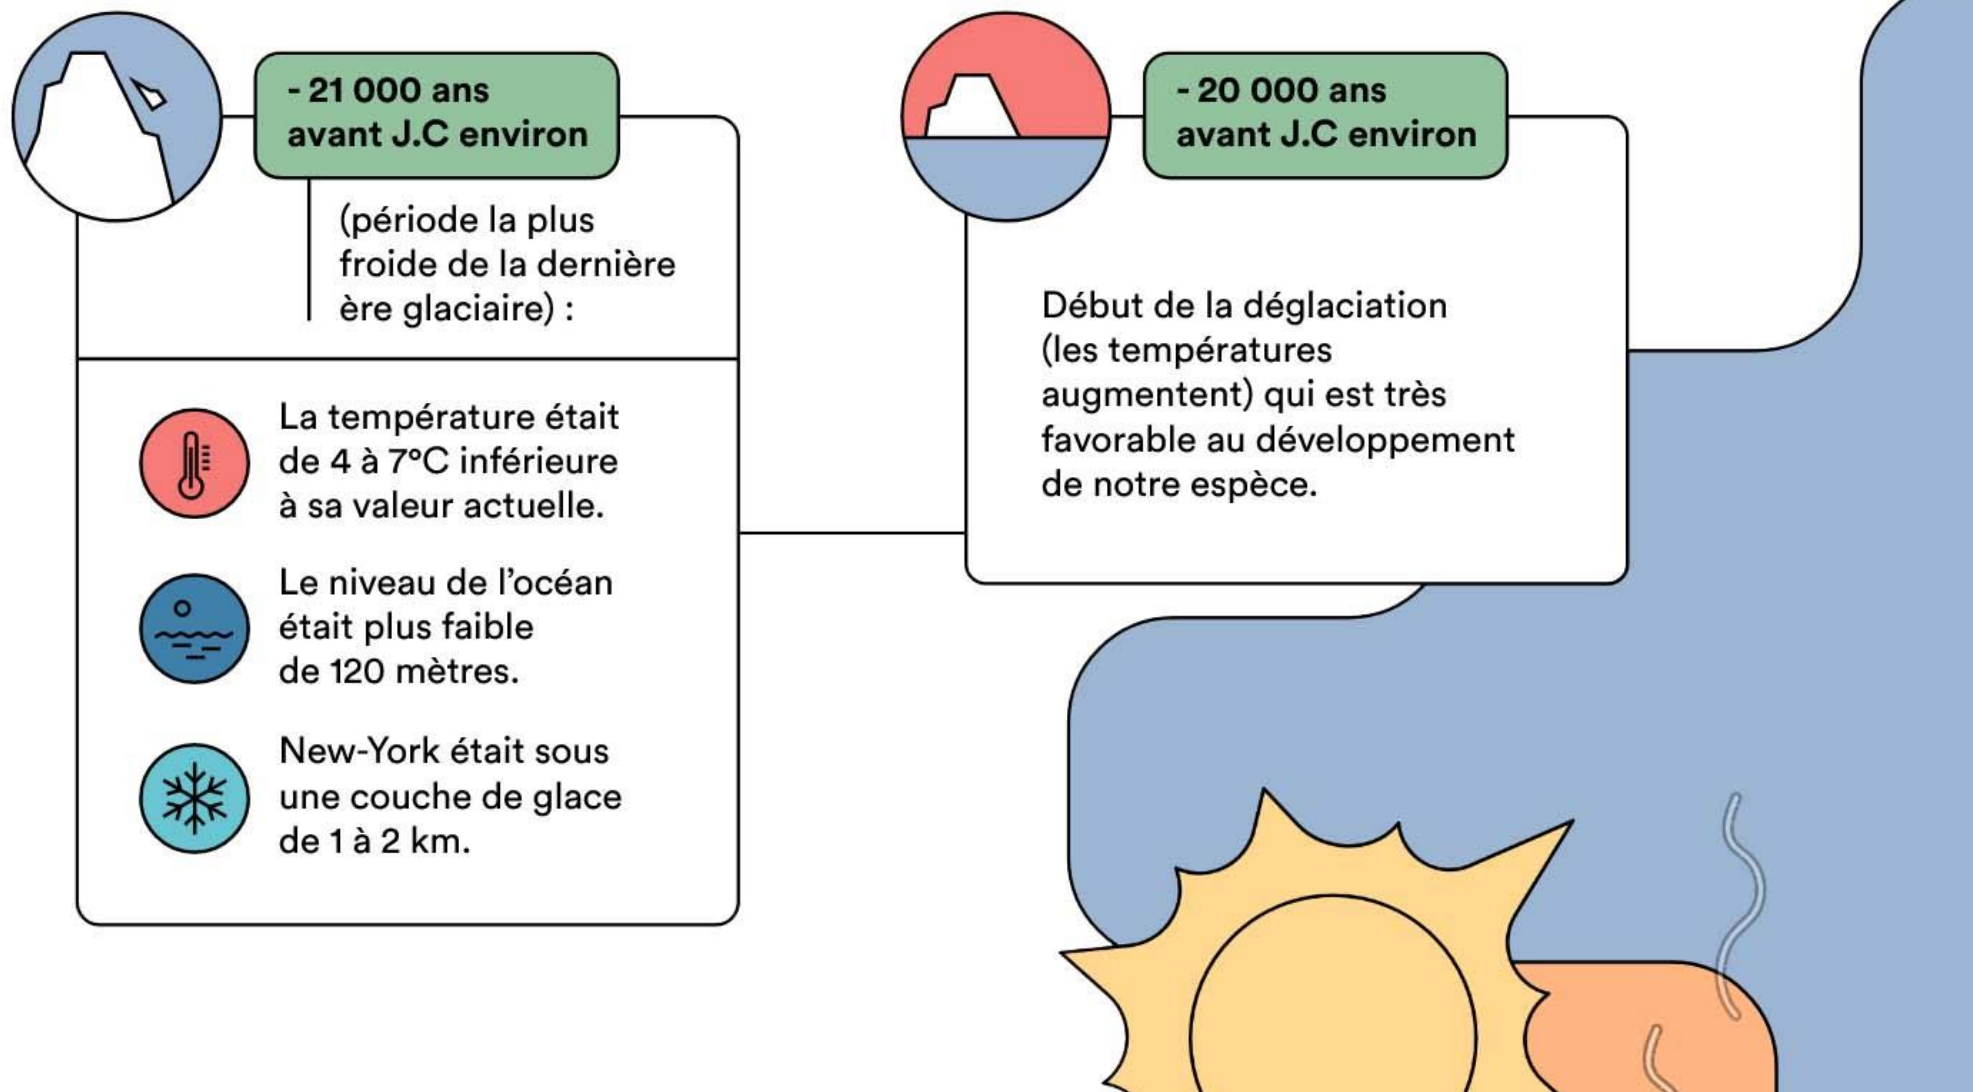 - 21 000 ans
avant J.C environ
(période la plus
froide de la dernière
ère glaciaire) :
La température était
de 4 à 7°C inférieure
à sa valeur actuelle.
Le niveau de l’océan
était plus faible
de 120 mètres.
New-York était sous
une couche de glace
de 1 à 2 km.
- 20 000 ans
avant J.C environ
Début de la déglaciation
(les températures
augmentent) qui est très
favorable au développement
de notre espèce.